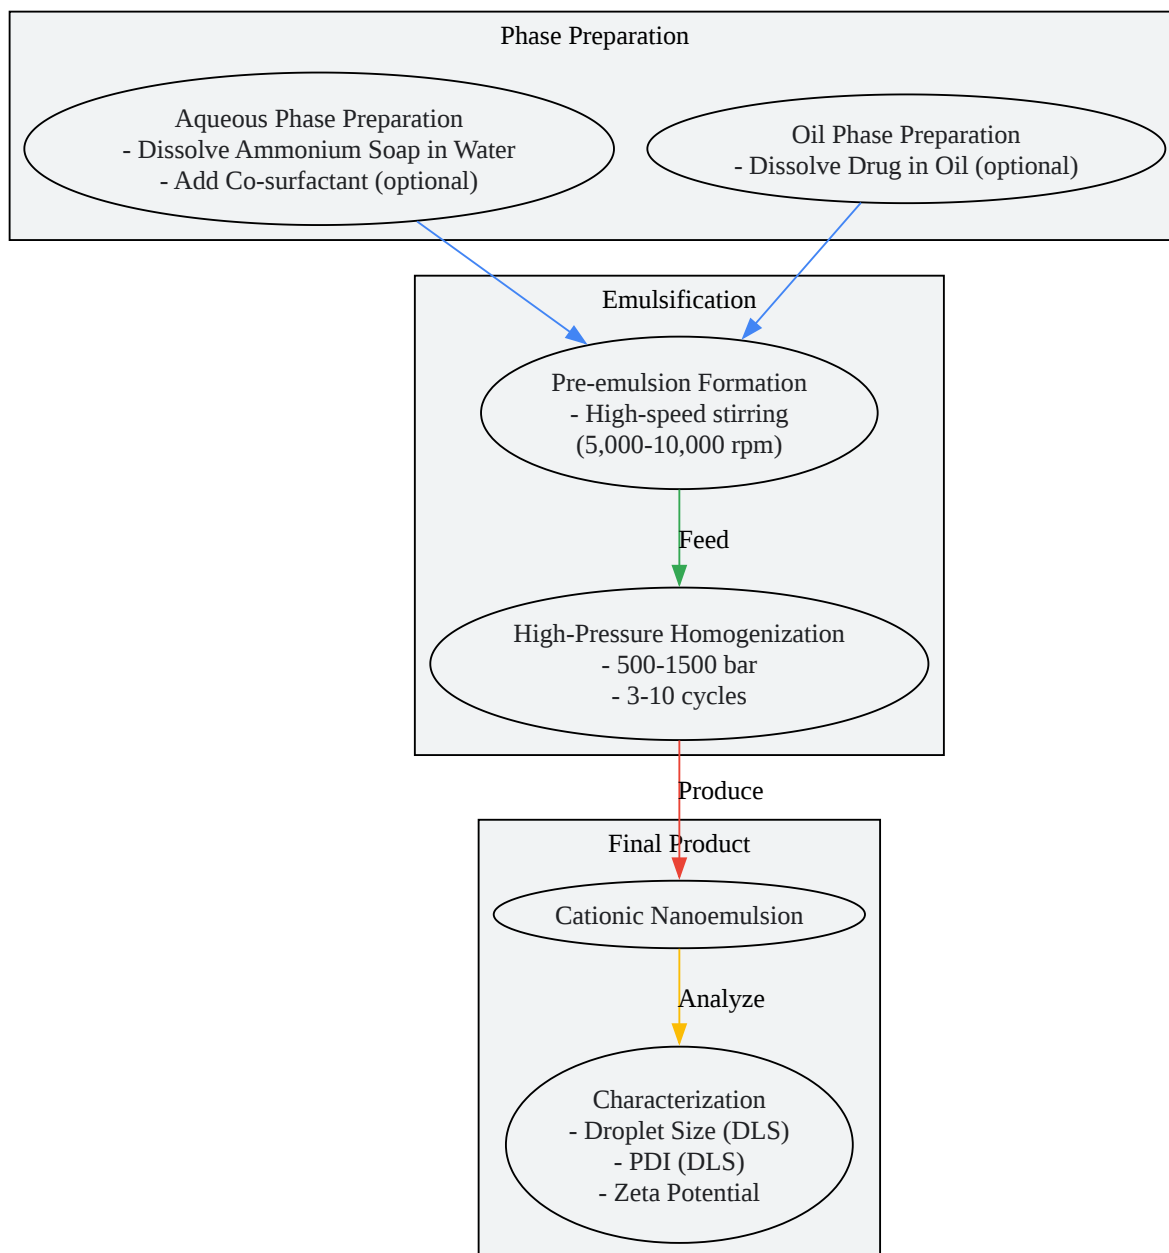 Phase Preparation
Aqueous Phase Preparation
- Dissolve Ammonium Soap in Water
- Add Co-surfactant (optional)
Oil Phase Preparation
- Dissolve Drug in Oil (optional)
Emulsification
Pre-emulsion Formation
- High-speed stirring
(5,000-10,000 rpm)
Feed
High-Pressure Homogenization
- 500-1500 bar
- 3-10 cycles
Produce
Final Product
Cationic Nanoemulsion
Analyze
Characterization
- Droplet Size (DLS)
- PDI (DLS)
- Zeta Potential